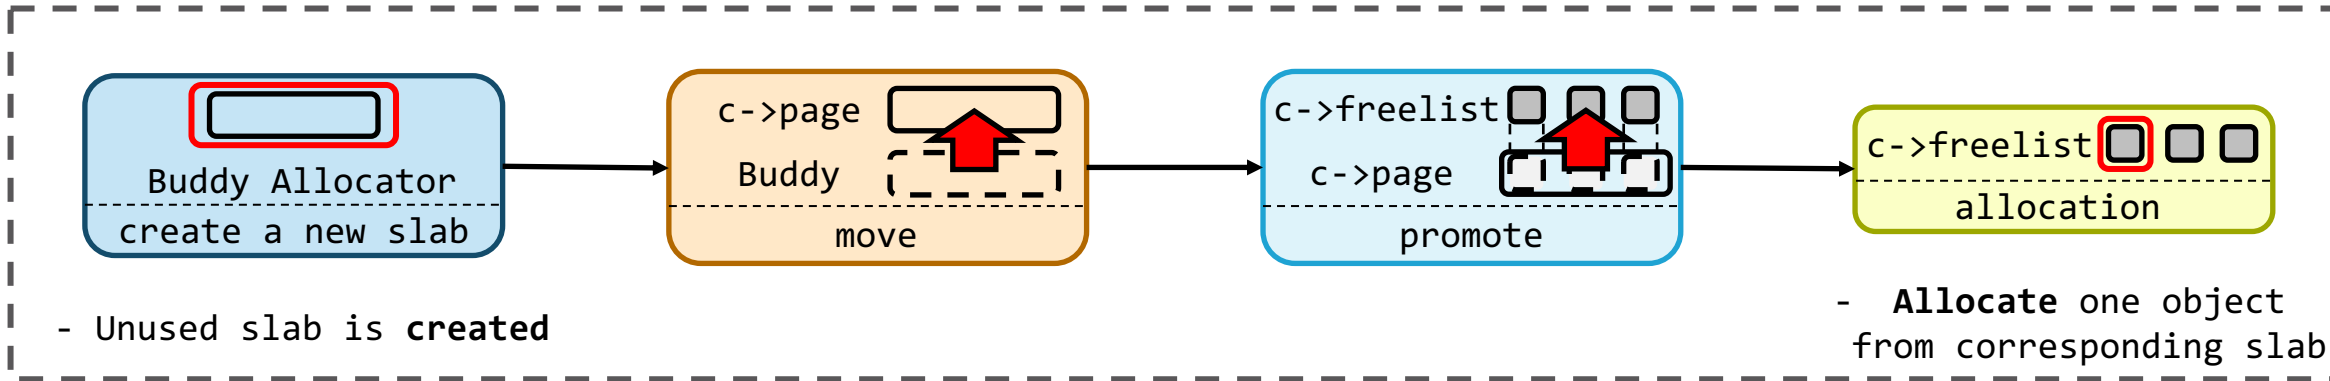 Buddy Allocator
create a new slab
c->page
Buddy
move
c->freelist
c->page
promote
c->freelist
allocation
- Unused slab is created
- Allocate one object
from corresponding slab